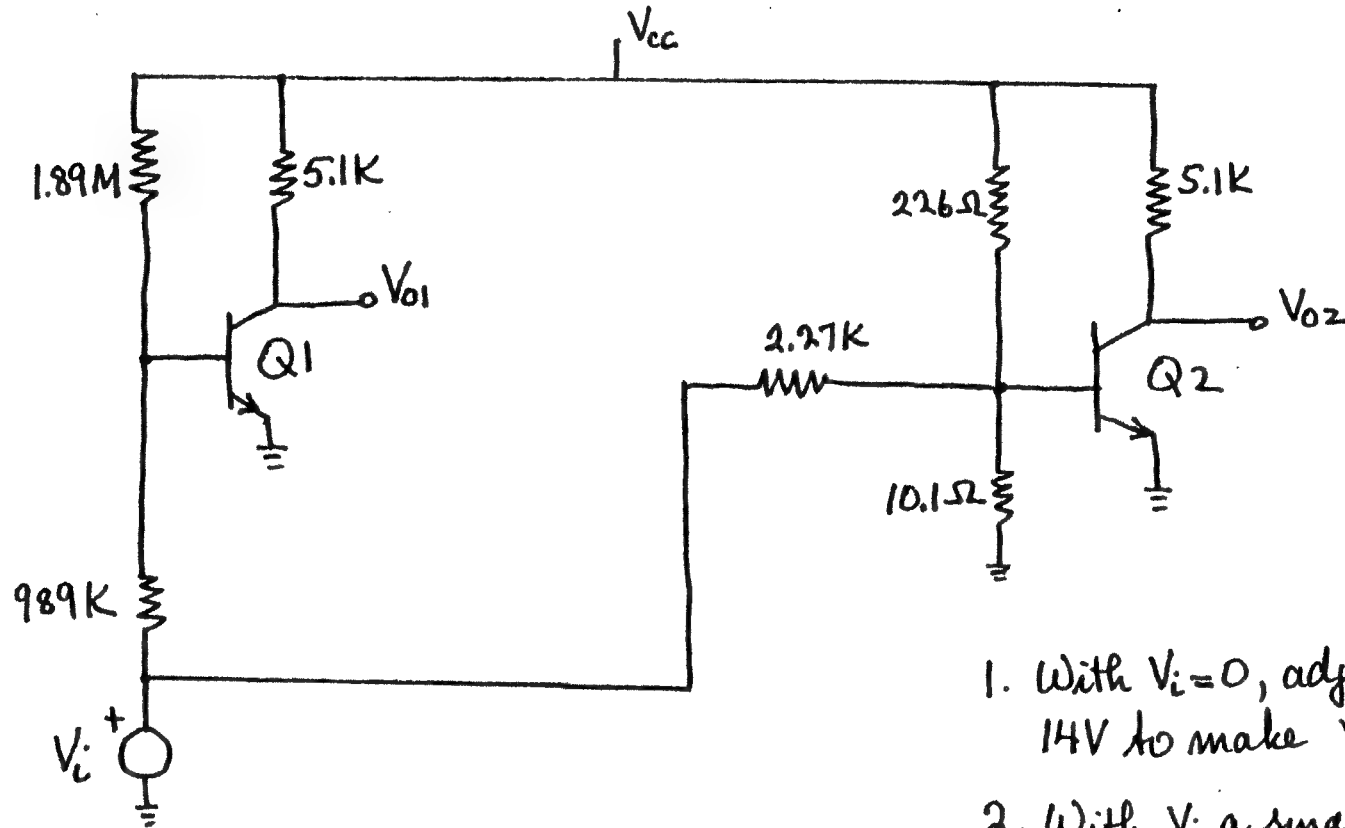 Vcc
1.89M
5.1K
226Ω
5.1K
Vo1
Vo2
Q1
2.27K
Q2
10.1Ω
989K
1. With Vi=0,
14V to make
+
Vi
2. With Vi a